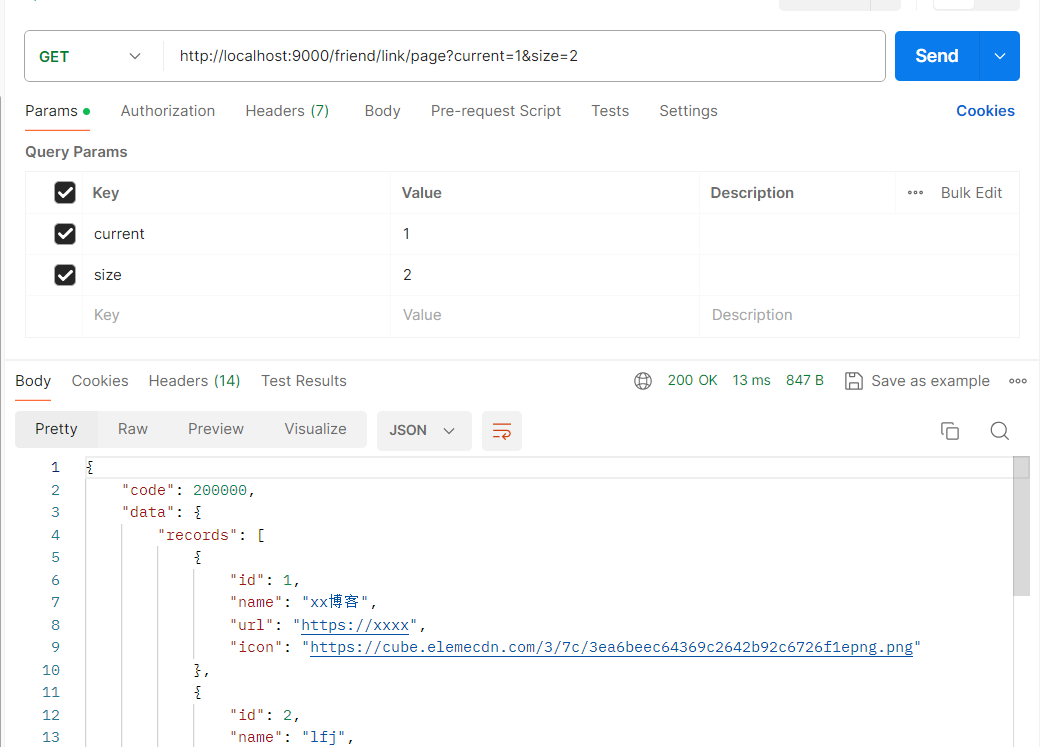 GET http://localhost:9000/friend/link/page?current=1&size=2 Send
Params Authorization Headers (7) Body Pre-request Script Tests Settings Cookies
Query Params
Key Value Description Bulk Edit
current 1
size 2
Key Value Description
Body Cookies Headers (14) Test Results 200 OK 13 ms 847 B Save as example
Pretty Raw Preview Visualize JSON
1 {
2 "code": 200000,
3 "data": {
4 "records": [
5 {
6 "id": 1,
7 "name": "xx博客",
8 "url": "https://xxxx",
9 "icon": "https://cube.elemecdn.com/3/7c/3ea6beec64369c2642b92c6726f1epng.png"
10 },
11 {
12 "id": 2,
13 "name": "lfj",